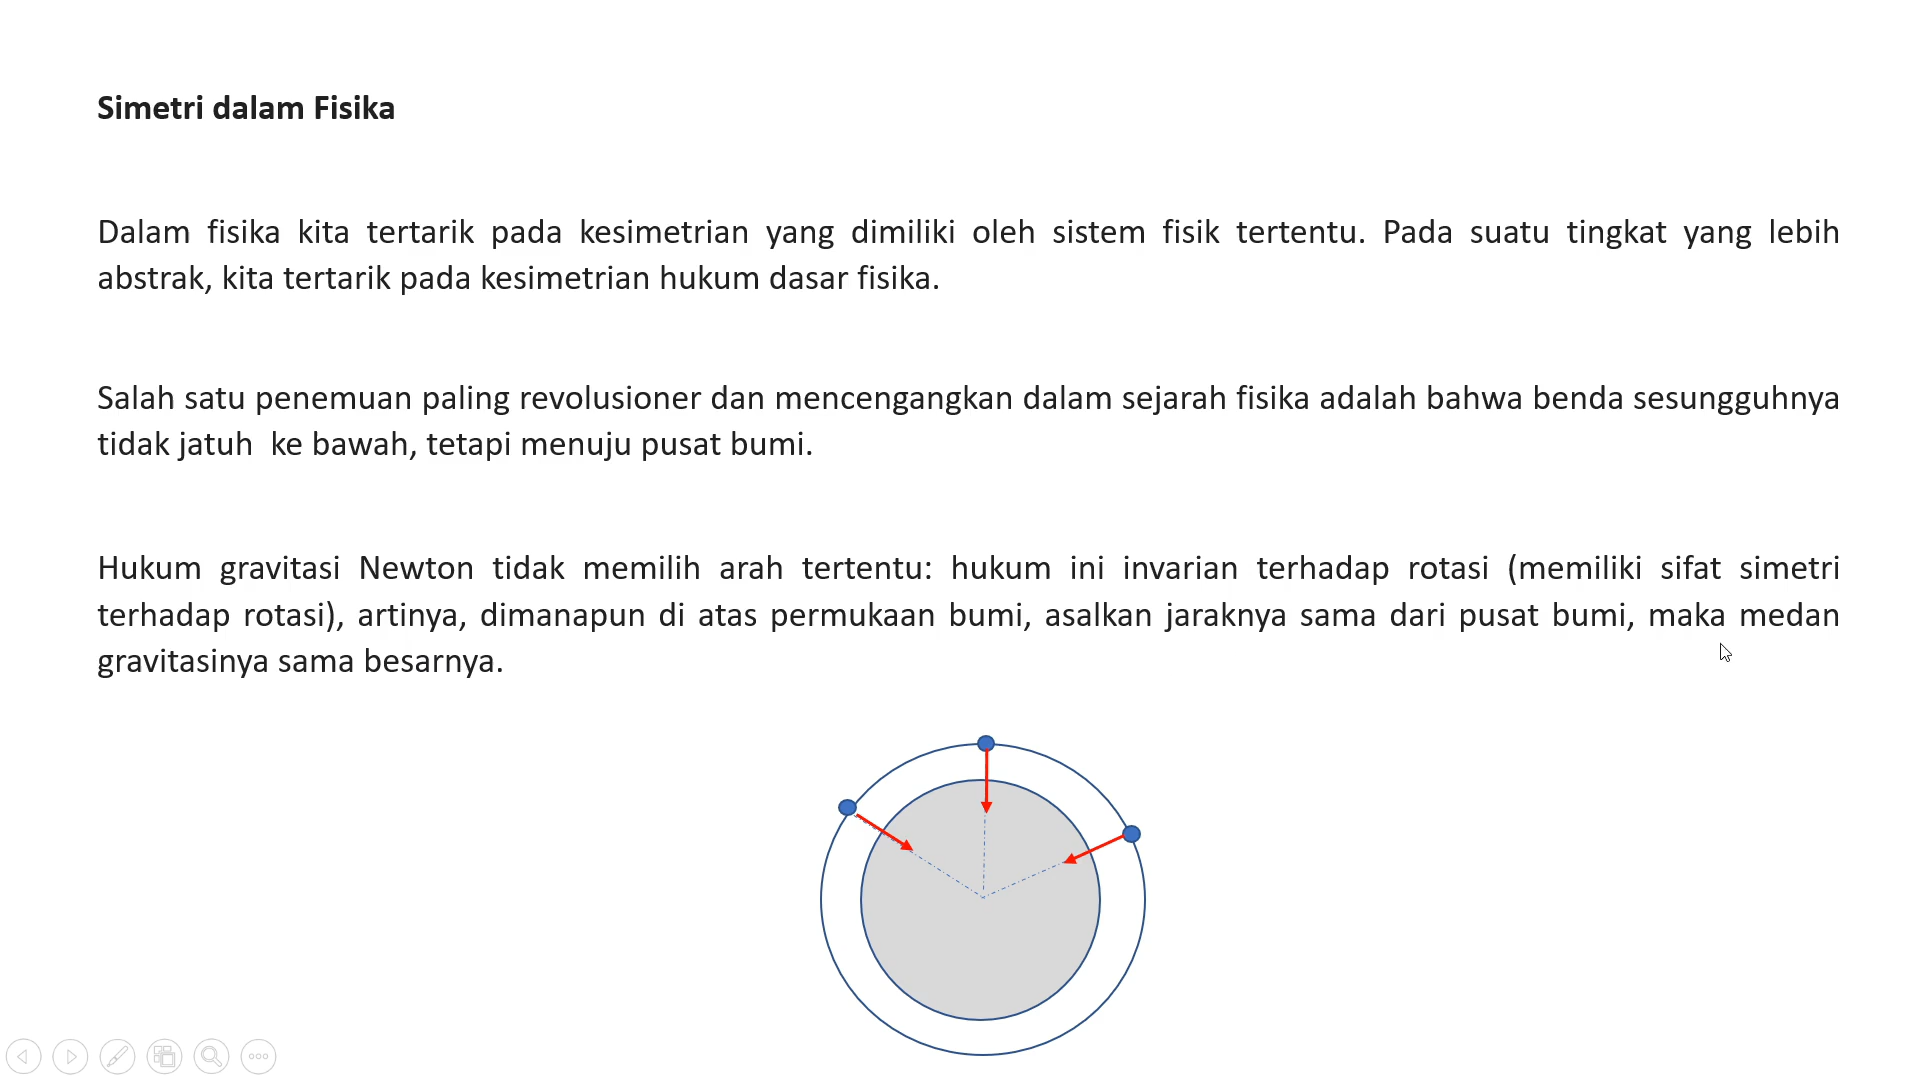 Simetri dalam Fisika
Dalam fisika kita tertarik pada kesimetrian yang dimiliki oleh sistem fisik tertentu. Pada suatu tingkat yang lebih
abstrak, kita tertarik pada kesimetrian hukum dasar fisika.
Salah satu penemuan paling revolusioner dan mencengangkan dalam sejarah fisika adalah bahwa benda sesungguhnya
tidak jatuh  ke bawah, tetapi menuju pusat bumi.
Hukum gravitasi Newton tidak memilih arah tertentu: hukum ini invarian terhadap rotasi (memiliki sifat simetri
terhadap rotasi), artinya, dimanapun di atas permukaan bumi, asalkan jaraknya sama dari pusat bumi, maka medan
gravitasinya sama besarnya.